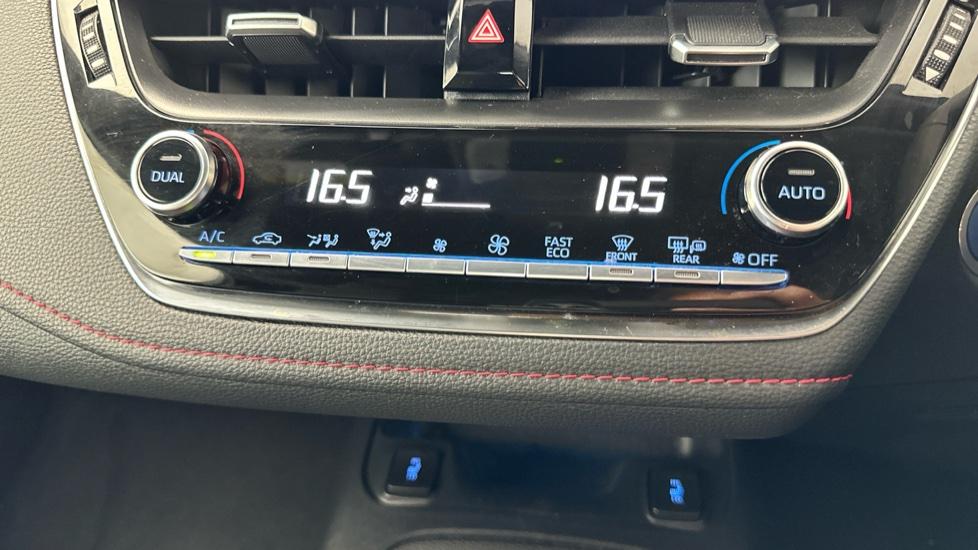 DUAL
16.5
16.5
AUTO
A/C
FAST
ECO
FRONT
REAR
OFF